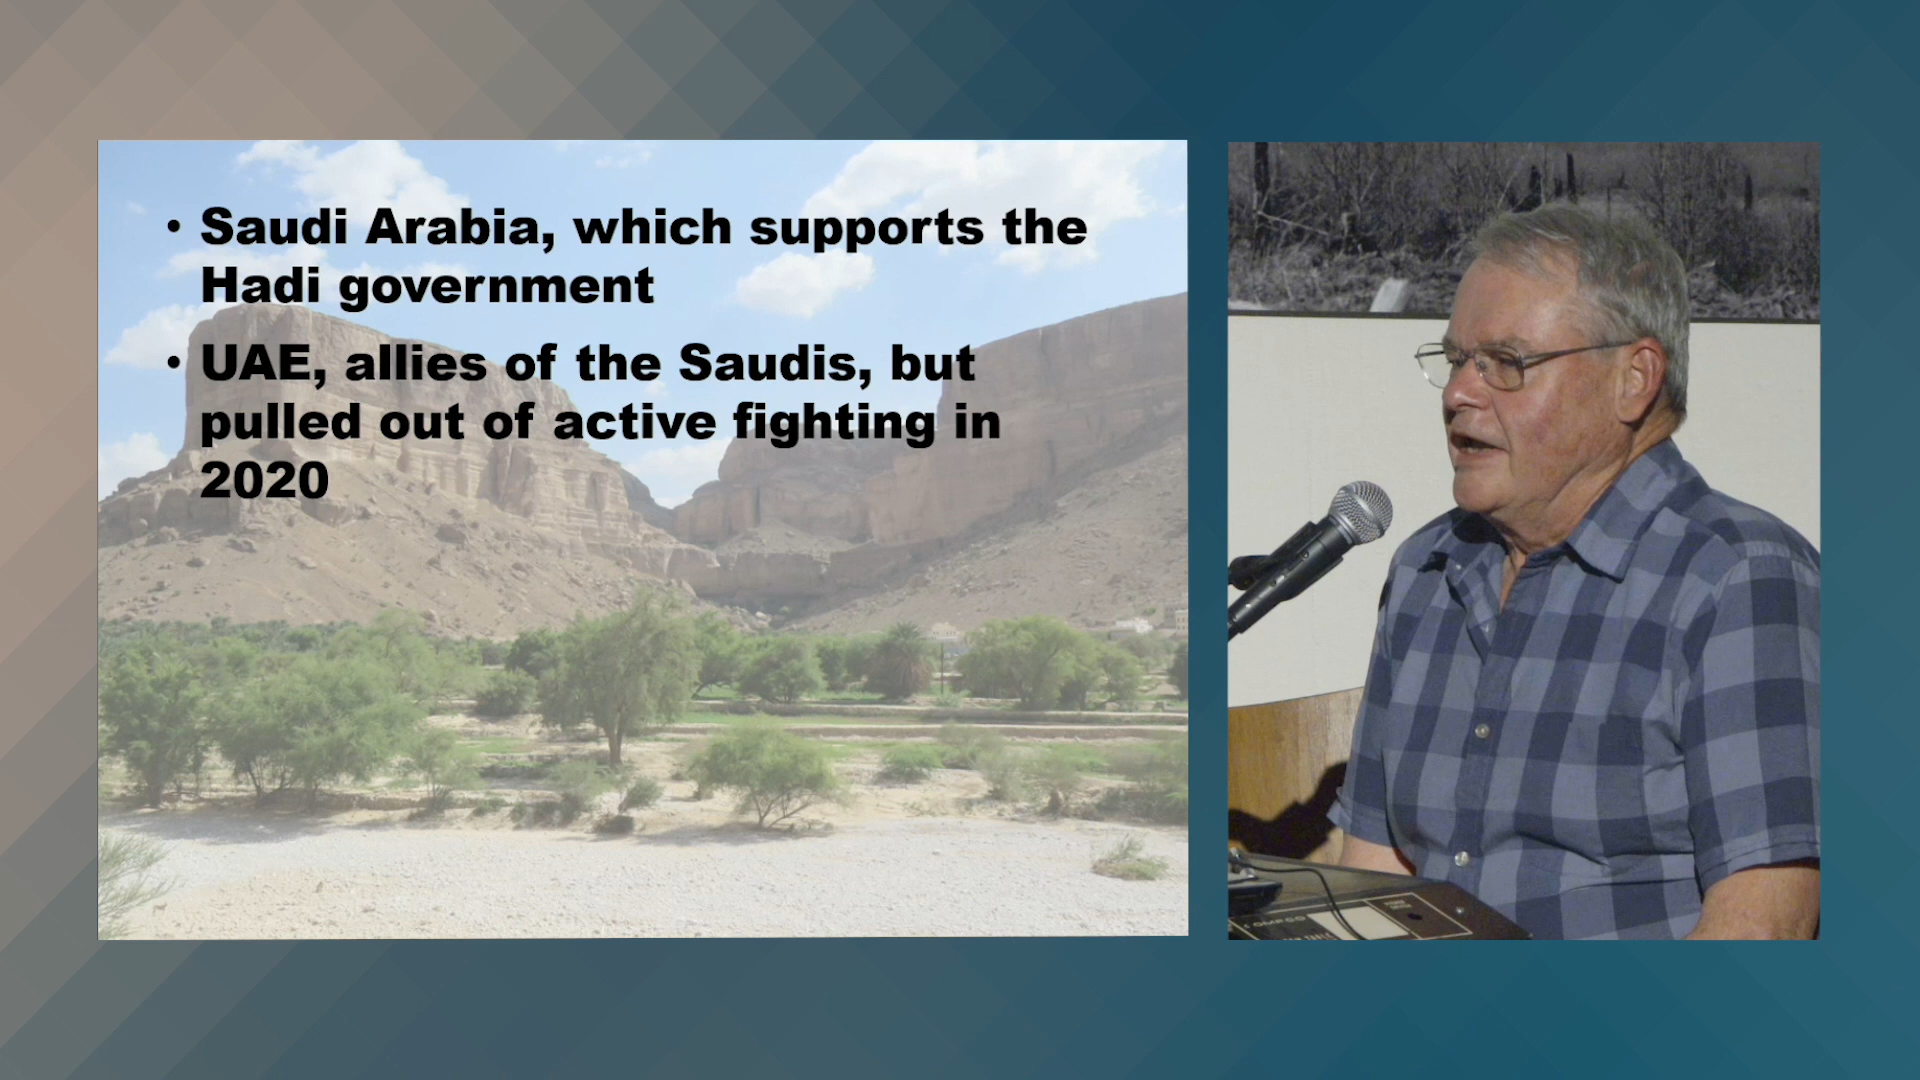 • Saudi Arabia, which supports the
Hadi government
• UAE, allies of the Saudis, but
pulled out of active fighting in
2020